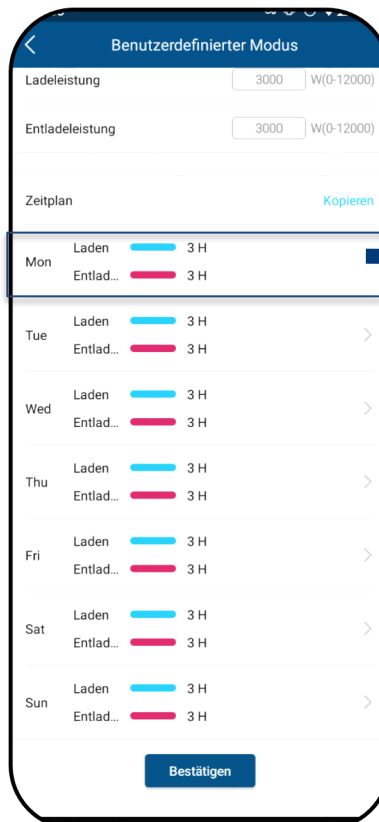 Benutzerdefinierter Modus
Ladeleistung 3000 W(0-12000)
Entladeleistung 3000 W(0-12000)
Zeitplan Kopieren
Mon
Laden 3 H
Entlad... 3 H
Tue
Laden 3 H
Entlad... 3 H
Wed
Laden 3 H
Entlad... 3 H
Thu
Laden 3 H
Entlad... 3 H
Fri
Laden 3 H
Entlad... 3 H
Sat
Laden 3 H
Entlad... 3 H
Sun
Laden 3 H
Entlad... 3 H
Bestätigen